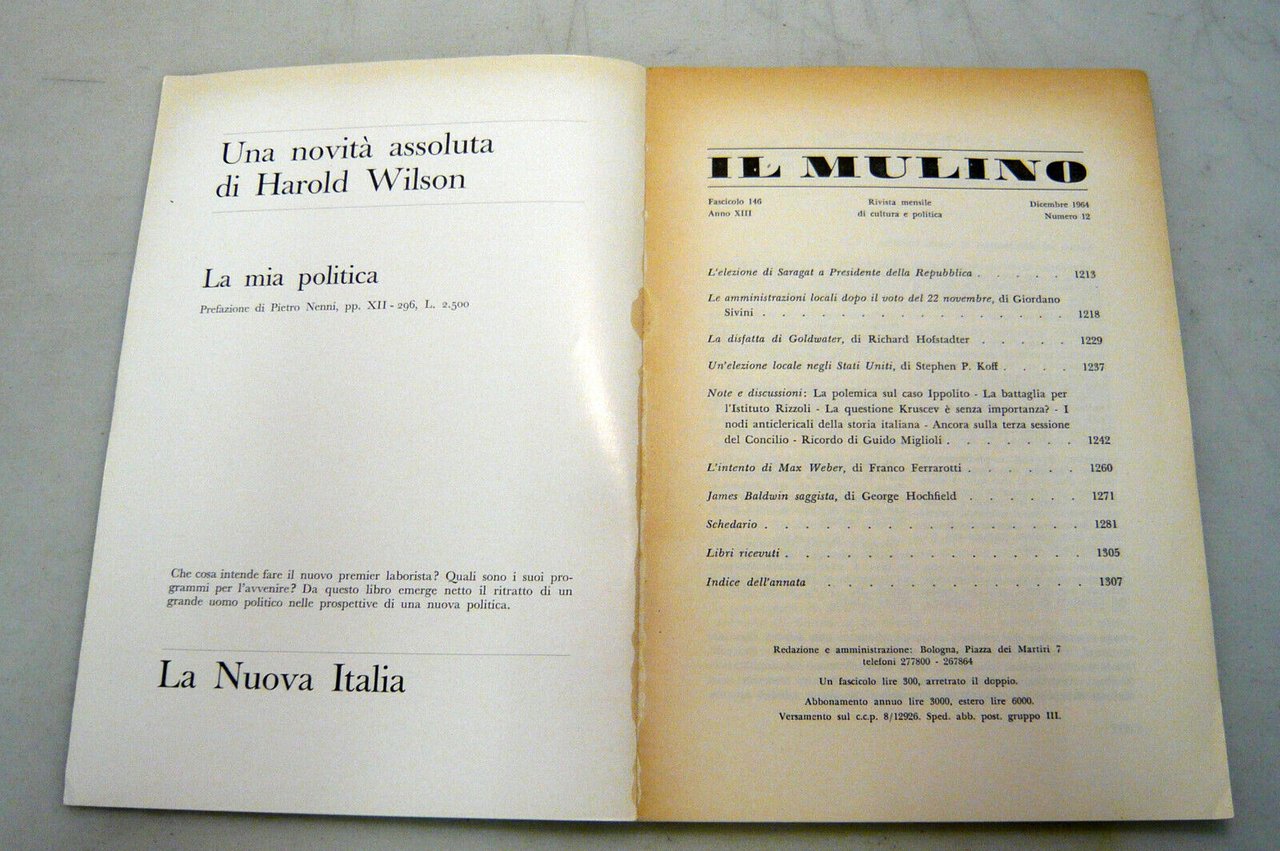 Una novità assoluta
di Harold Wilson
La mia politica
Prefazione di Pietro Nenni, pp. XII - 296, L. 2.500
Che cosa intende fare il nuovo premier laborista? Quali sono i suoi pro-
grammi per l'avvenire? Da questo libro emerge netto il ritratto di un
grande uomo politico nelle prospettive di una nuova politica.
La Nuova Italia
IL MULINO
Fascicolo 146 Rivista mensile Dicembre 1964
Anno XIII di cultura e politica Numero 12
L'elezione di Saragat a Presidente della Repubblica . . . . . 1213
Le amministrazioni locali dopo il voto del 22 novembre, di Giordano
Sivini . . . . . . . . . . . . . . . . 1218
La disfatta di Goldwater, di Richard Hofstadter . . . . . 1229
Un'elezione locale negli Stati Uniti, di Stephen P. Koff . . . . 1237
Note e discussioni: La polemica sul caso Ippolito - La battaglia per
l'Istituto Rizzoli - La questione Kruscev è senza importanza? - I
nodi anticlericali della storia italiana - Ancora sulla terza sessione
del Concilio - Ricordo di Guido Miglioli . . . . . . . 1242
L'intento di Max Weber, di Franco Ferrarotti . . . . . . 1260
James Baldwin saggista, di George Hochfield . . . . . . 1271
Schedario . . . . . . . . . . . . . . . . 1281
Libri ricevuti . . . . . . . . . . . . . . . 1305
Indice dell'annata . . . . . . . . . . . . . 1307
Redazione e amministrazione: Bologna, Piazza dei Martiri 7
telefoni 277800 - 267864
Un fascicolo lire 300, arretrato il doppio.
Abbonamento annuo lire 3000, estero lire 6000.
Versamento sul c.c.p. 8/12926. Sped. abb. post. gruppo III.